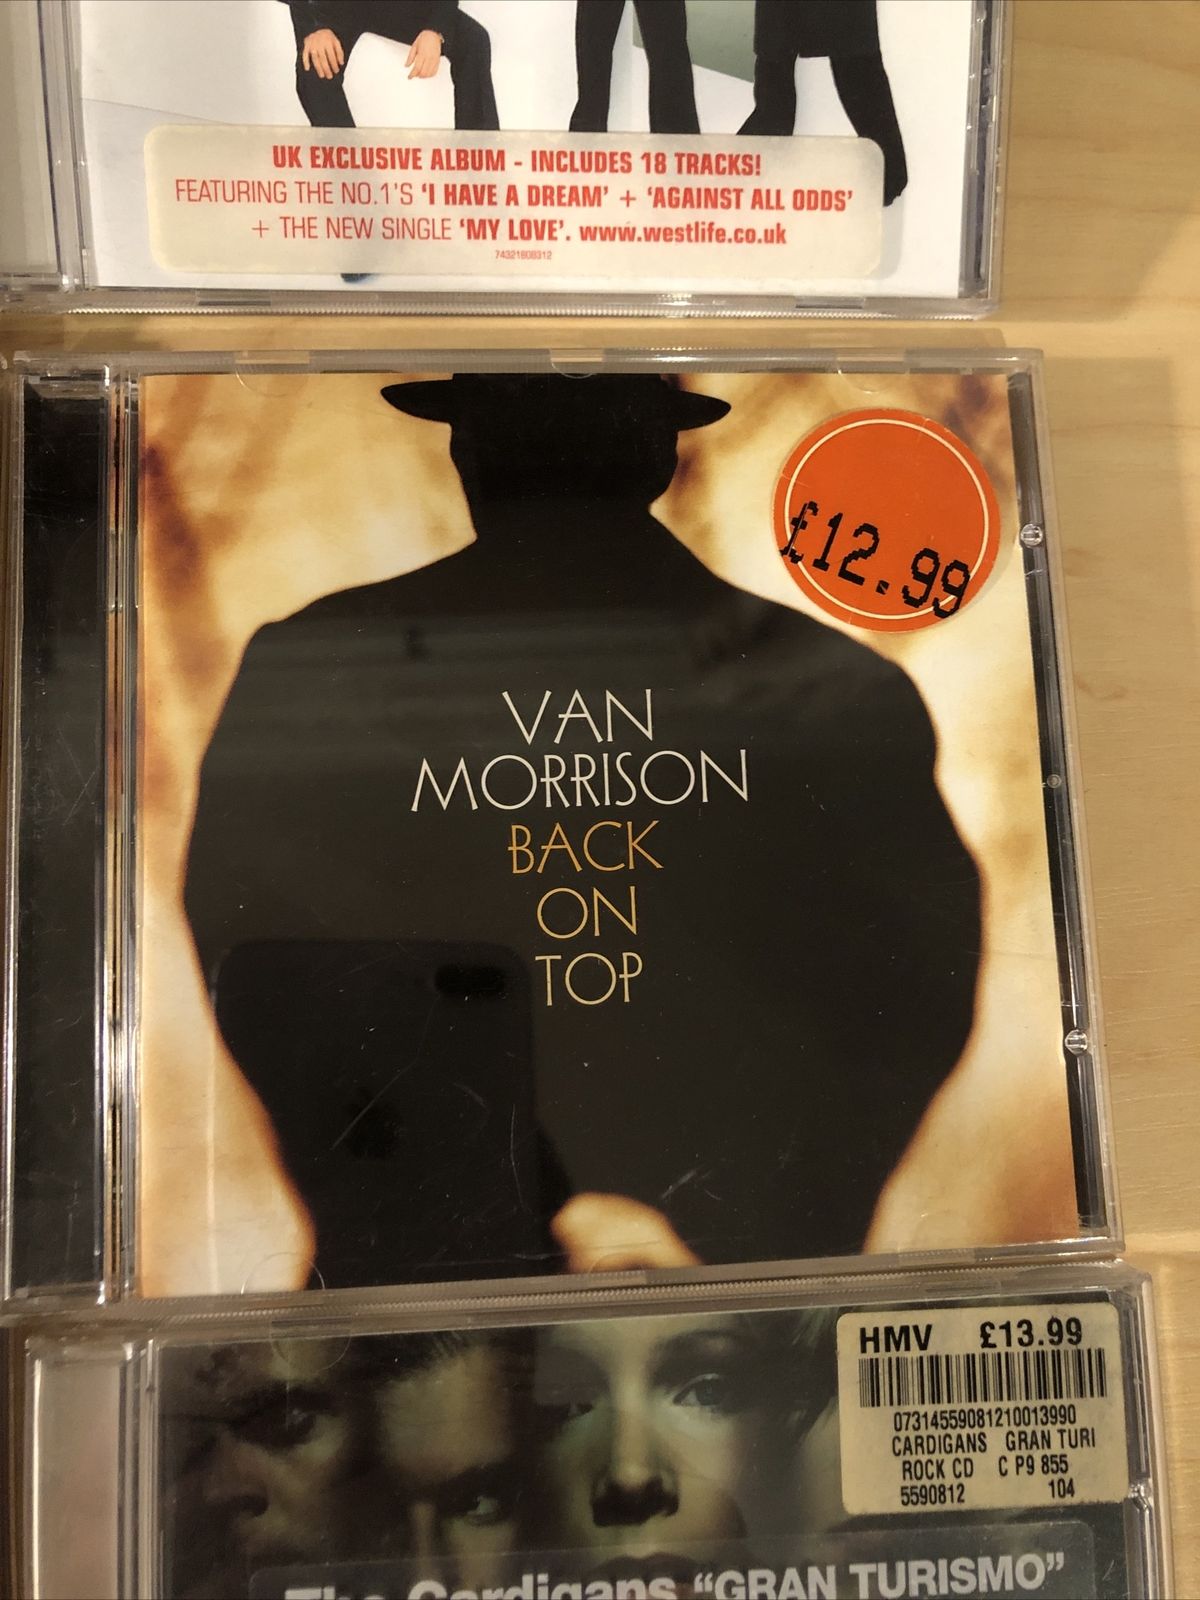 UK EXCLUSIVE ALBUM - INCLUDES 18 TRACKS!
FEATURING THE NO.1'S 'I HAVE A DREAM' + 'AGAINST ALL ODDS'
+ THE NEW SINGLE 'MY LOVE'. www.westlife.co.uk
74321808312
£12.99
VAN
MORRISON
BACK
ON
TOP
HMV £13.99
07314559081210013990
CARDIGANS GRAN TURI
ROCK CD C P9 855
5590812 104
The Cardigans "GRAN TURISMO"